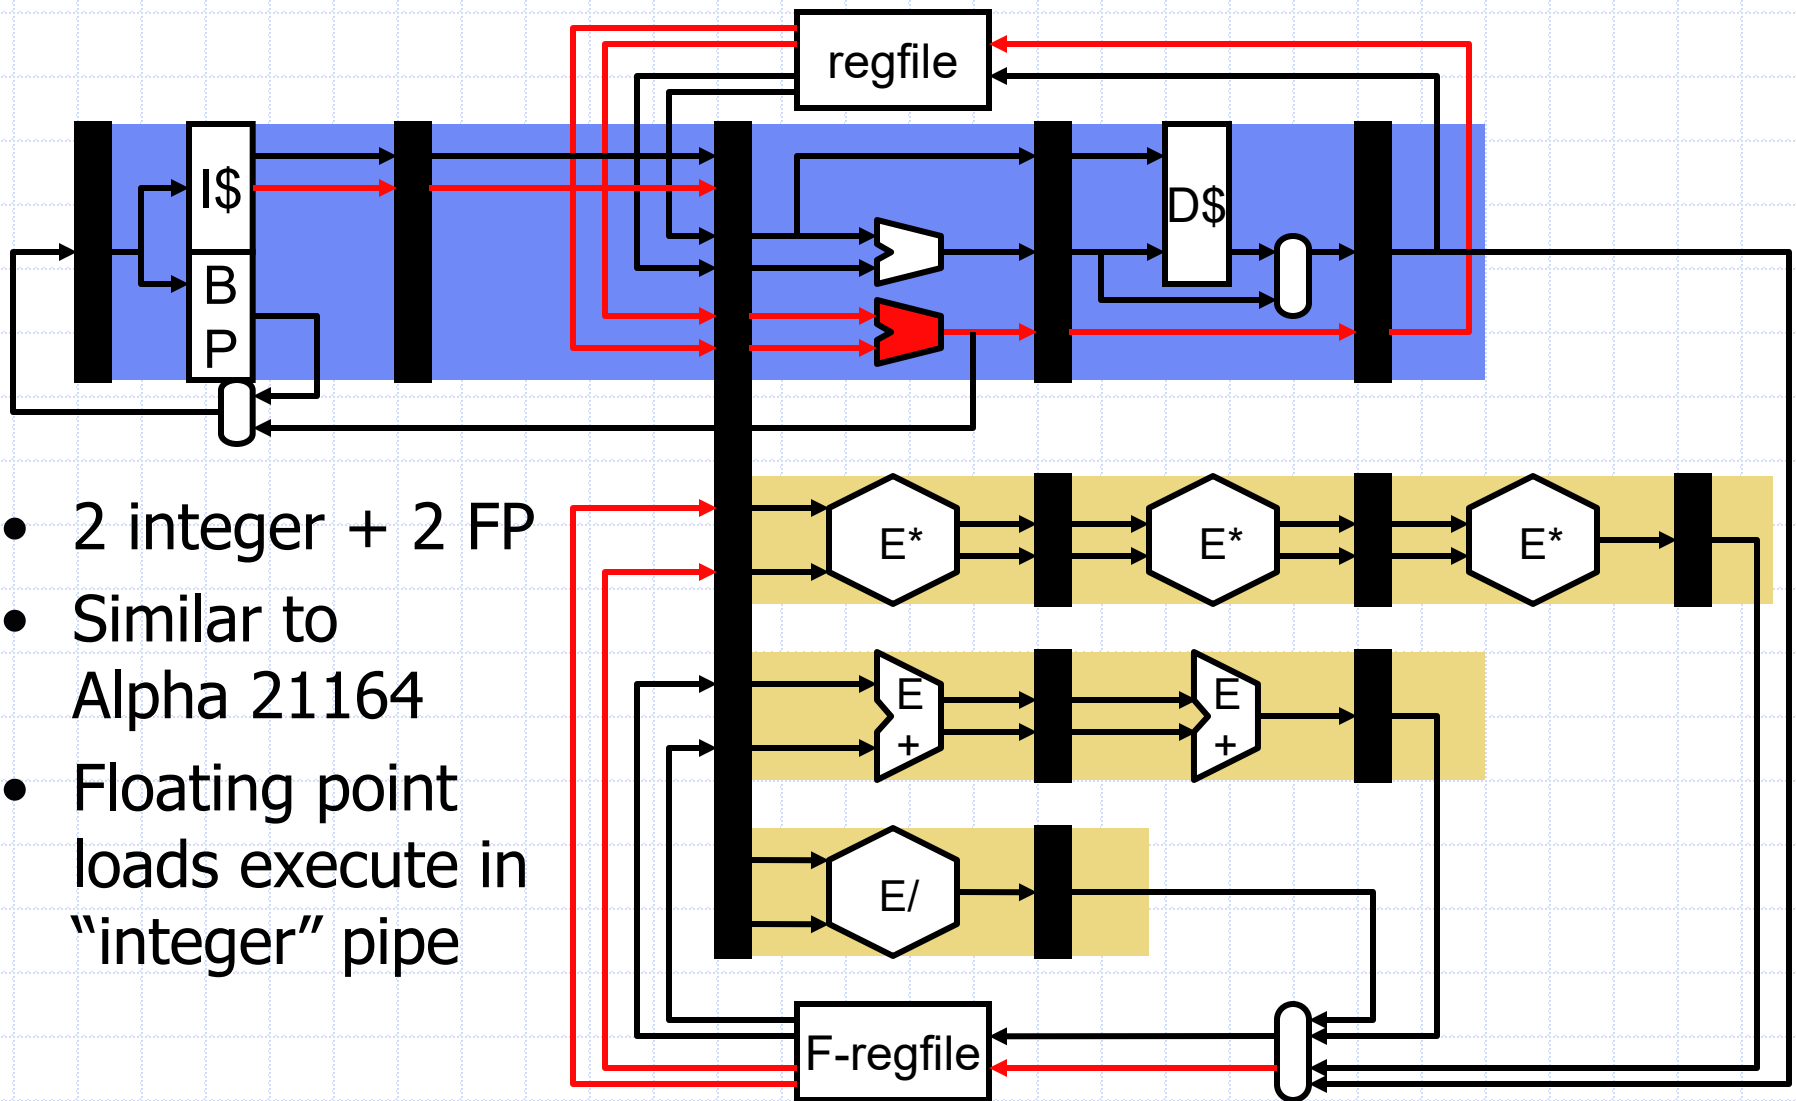 regfile
I$
D$
B
P
• 2 integer + 2 FP
E* E* E*
• Similar to
Alpha 21164
E
+
E
+
• Floating point
loads execute in
“integer” pipe
E/
F-regfile